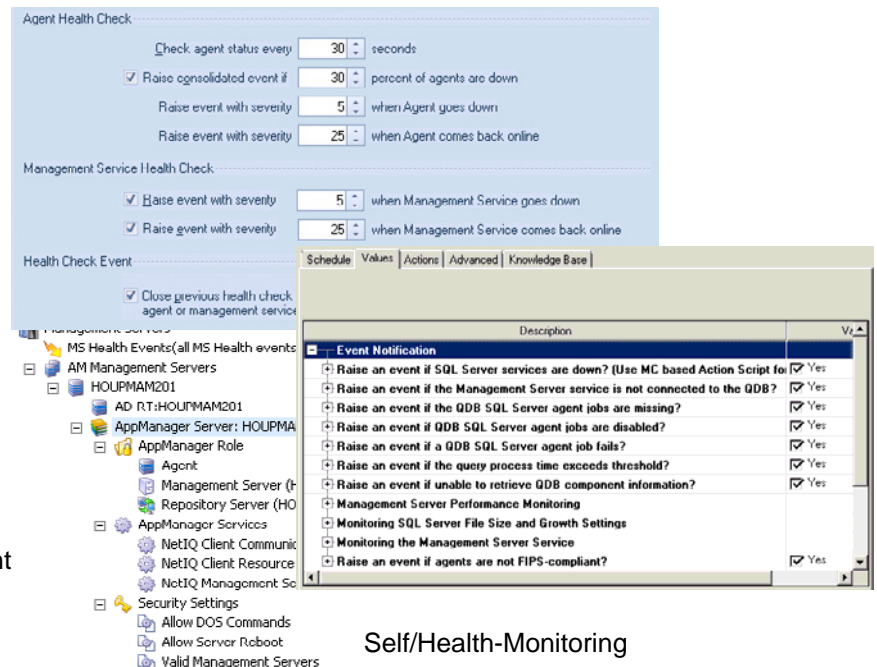 Agent Health Check
Check agent status every 30 seconds
Raise consolidated event if 30 percent of agents are down
Raise event with severity 5 when Agent goes down
Raise event with severity 25 when Agent comes back online
Management Service Health Check
Raise event with severity 5 when Management Service goes down
Raise event with severity 25 when Management Service comes back online
Health Check Event
Close previous health check
agent or management service
Schedule Values Actions Advanced Knowledge Base
Description
Event Notification
Raise an event if SQL Server services are down? (Use MC based Action Script for Yes
Raise an event if the Management Server service is not connected to the QDB? Yes
Raise an event if the QDB SQL Server agent jobs are missing? Yes
Raise an event if QDB SQL Server agent jobs are disabled? Yes
Raise an event if a QDB SQL Server agent job fails? Yes
Raise an event if the query process time exceeds threshold? Yes
Raise an event if unable to retrieve QDB component information? Yes
Management Server Performance Monitoring
Monitoring SQL Server File Size and Growth Settings
Monitoring the Management Server Service
Raise an event if agents are not FIPS-compliant? Yes
Management Servers
MS Health Events(all MS Health events
AM Management Servers
HOUPMAM201
AD RT:HOUPMAM201
AppManager Server: HOUPMA
AppManager Role
Agent
Management Server (H
Repository Server (HO
AppManager Services
NetIQ Client Communic
NetIQ Client Resource
NetIQ Management Se
Security Settings
Allow DOS Commands
Allow Server Reboot
Valid Management Servers
Self/Health-Monitoring